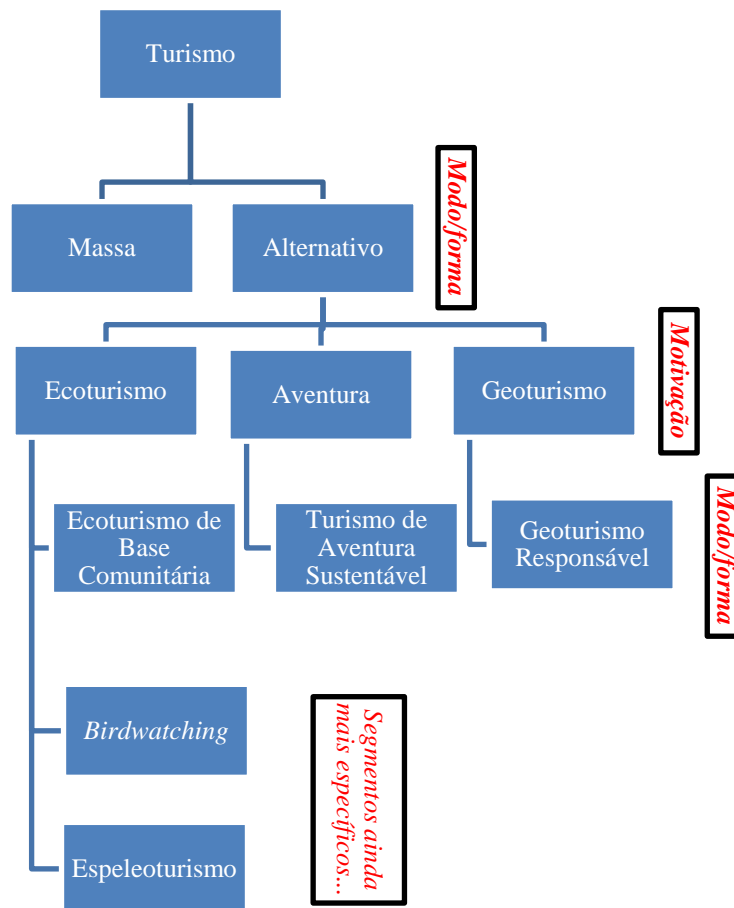 Turismo
Massa
Alternativo
Modo/forma
Ecoturismo
Aventura
Geoturismo
Motivação
Ecoturismo de
Base
Comunitária
Turismo de
Aventura
Sustentável
Geoturismo
Responsável
Modo/forma
Birdwatching
Segmentos ainda
mais específicos...
Espeleoturismo